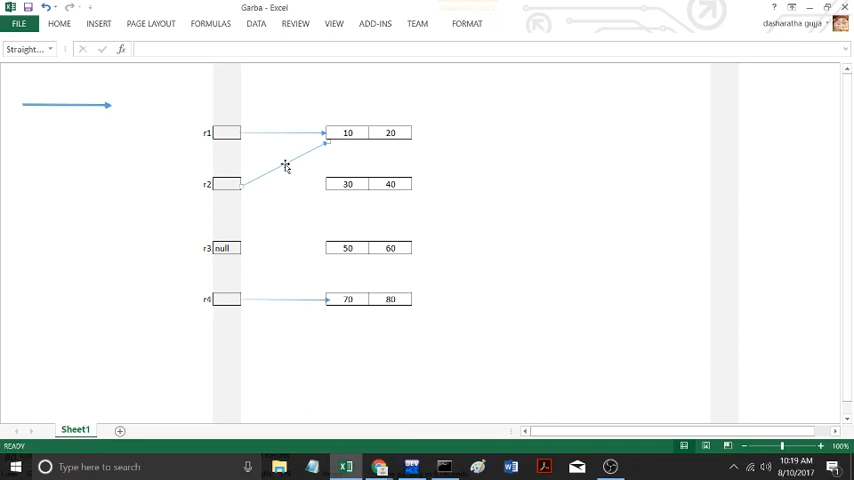 Garba - Excel
?
FILE HOME INSERT PAGE LAYOUT FORMULAS DATA REVIEW VIEW ADD-INS TEAM FORMAT dasharatha gujja
Straight... fx
r1 10 20
r2 30 40
r3 null 50 60
r4 70 80
Sheet1
READY 100%
Type here to search DEV 10:19 AM
8/10/2017